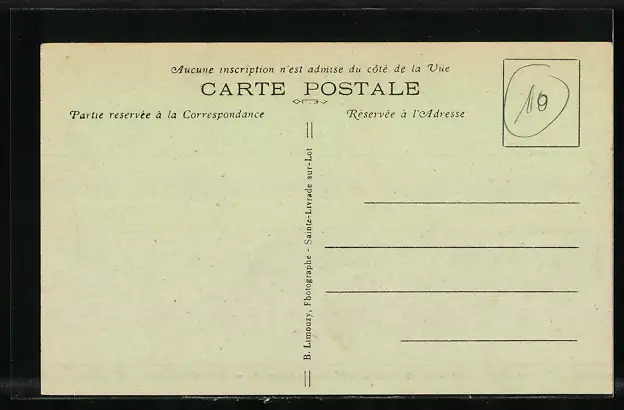 Aucune inscription n'est admise du côté de la Vue
CARTE POSTALE
Partie reservée à la Correspondance
Réservée à l'Adresse
10
B. Limouzy, Photographe - Sainte-Livrade sur-Lot